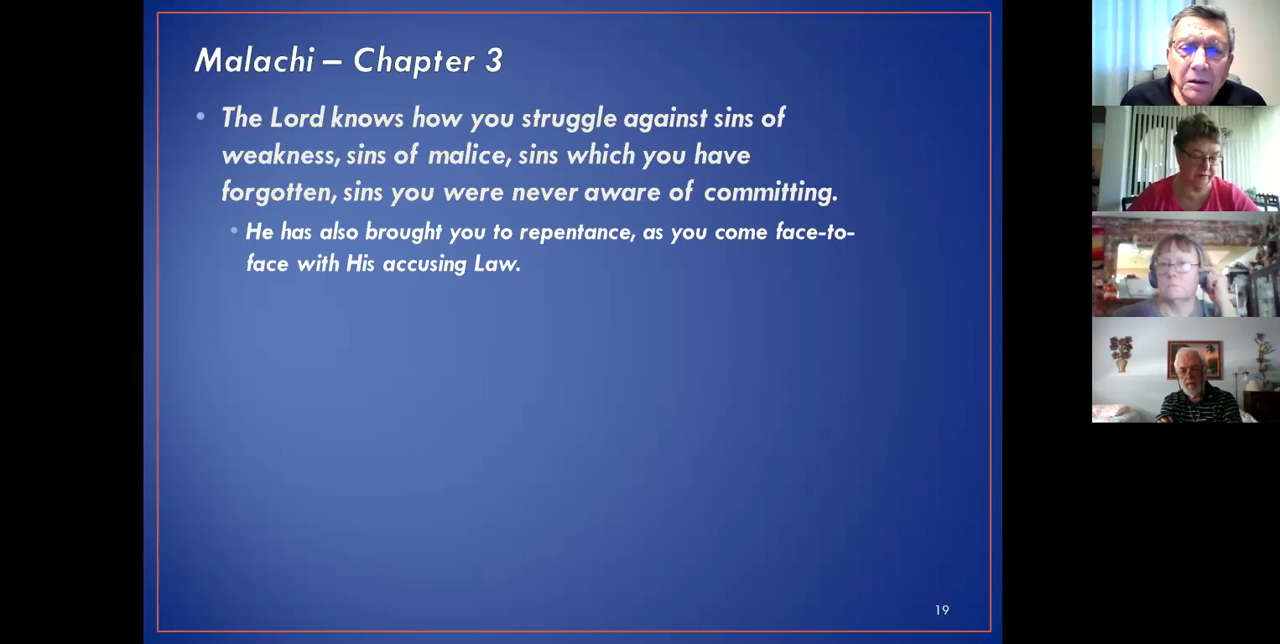 Malachi – Chapter 3
• The Lord knows how you struggle against sins of
weakness, sins of malice, sins which you have
forgotten, sins you were never aware of committing.
• He has also brought you to repentance, as you come face-to-
face with His accusing Law.
19